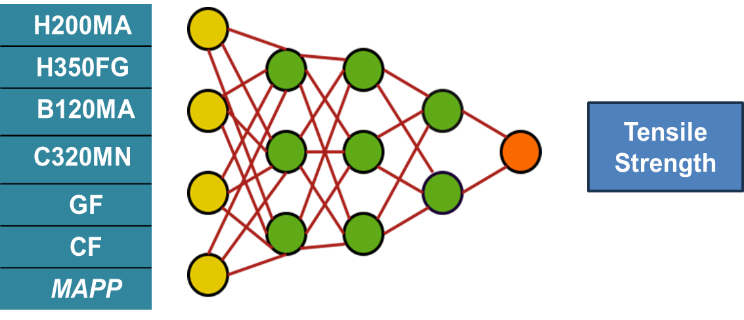 H200MA
H350FG
B120MA
C320MN
GF
CF
MAPP
Tensile
Strength